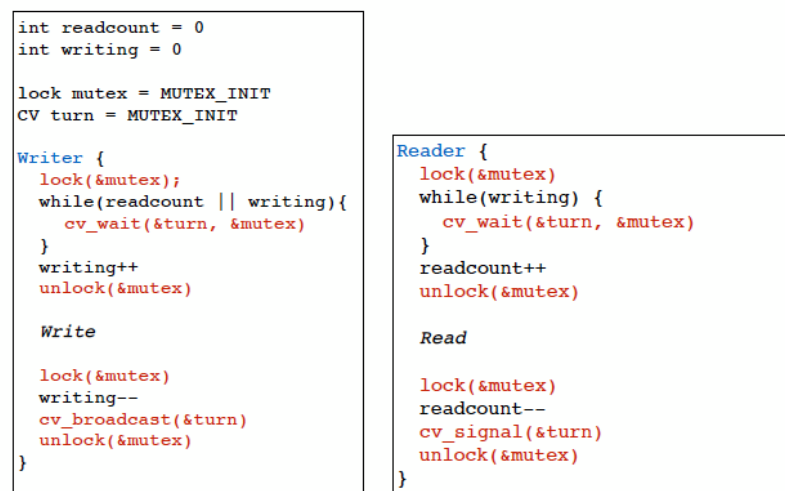 int readcount = 0
int writing = 0
lock mutex = MUTEX_INIT
CV turn = MUTEX_INIT
Writer {
lock(&mutex);
while(readcount || writing){
cv_wait(&turn, &mutex)
}
writing++
unlock(&mutex)
Write
lock(&mutex)
writing--
cv_broadcast(&turn)
unlock(&mutex)
}
Reader {
lock(&mutex)
while(writing) {
cv_wait(&turn, &mutex)
}
readcount++
unlock(&mutex)
Read
lock(&mutex)
readcount--
cv_signal(&turn)
unlock(&mutex)
}